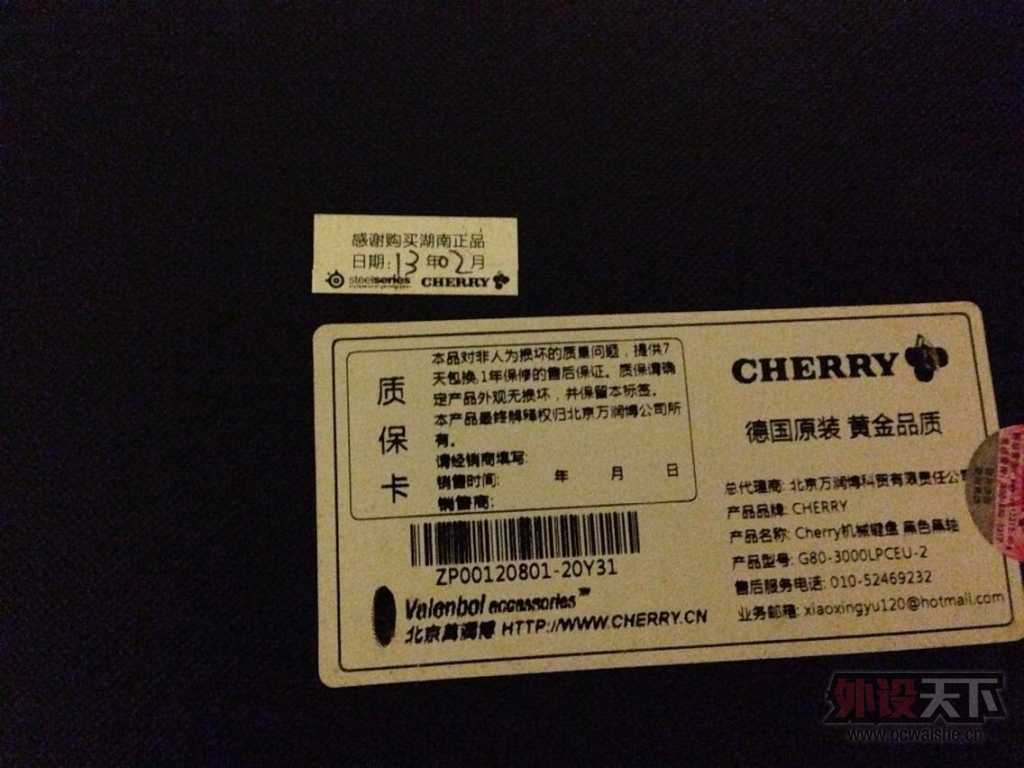 感谢购买湖南正品
日期:13年02月
steelseries CHERRY
质保卡
本品对非人为损坏的质量问题，提供7
天包换,1年保修的售后保证。质保请确
定产品外观无损坏，并保留本标签。
本产品最终解释权归北京万润博公司所
有。
请经销商填写:
销售时间: 年 月 日
销售商:
ZP00120801-20Y31
Valenbol accessories™
北京萬潤博 HTTP://WWW.CHERRY.CN
CHERRY
德国原装 黄金品质
总代理商: 北京万润博科贸有限责任公司
产品品牌: CHERRY
产品名称: Cherry机械键盘 黑色黑轴
产品型号: G80-3000LPCEU-2
售后服务电话: 010-52469232
业务邮箱: xiaoxingyu120@hotmail.com
外设天下
www.pcwaishe.cn